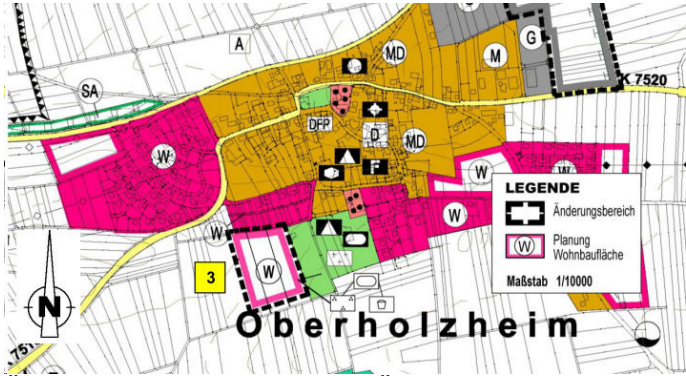 G
A
MD
M
K 7520
SA
DFP
D
MD
F
W
W
W
W
W
LEGENDE
Änderungsbereich
W Planung
Wohnbaufläche
Maßstab 1/10000
W
3
N
Oberholzheim